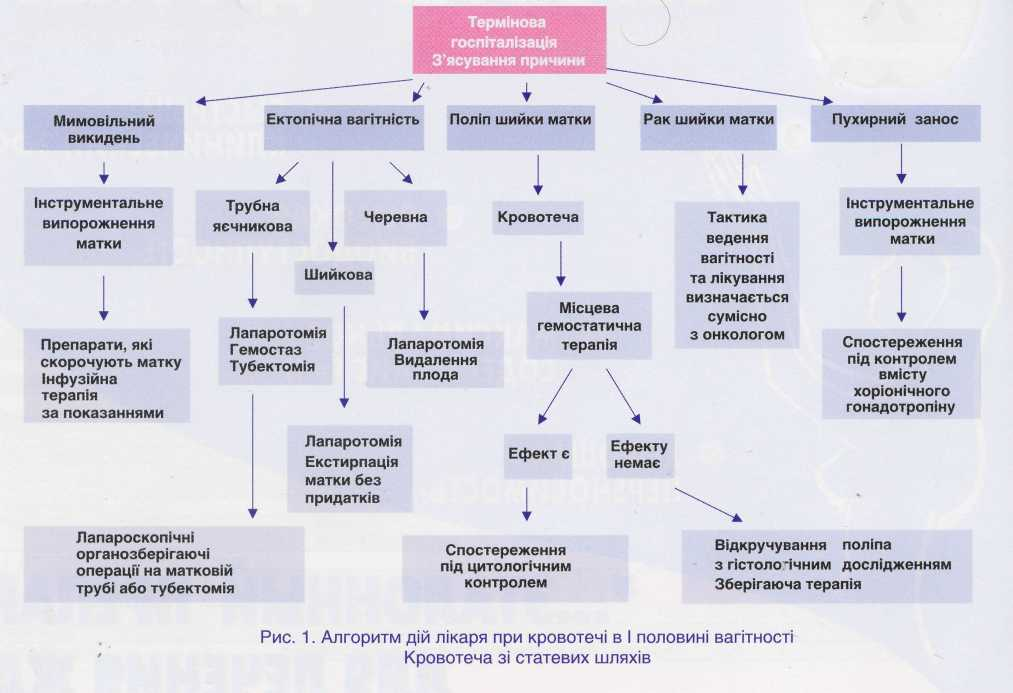 Термінова
госпіталізація
З'ясування причини
Мимовільний
викидень
Ектопічна вагітність
Поліп шийки матки
Рак шийки матки
Пухирний занос
Інструментальне
випорожнення
матки
Трубна
яєчникова
Черевна
Кровотеча
Тактика
ведення
вагітності
та лікування
визначається
сумісно
з онкологом
Інструментальне
випорожнення
матки
Шийкова
Місцева
гемостатична
терапія
Препарати, які
скорочують матку
Інфузійна
терапія
за показаннями
Лапаротомія
Гемостаз
Тубектомія
Лапаротомія
Видалення
плода
Спостереження
під контролем
вмісту
хоріонічного
гонадотропіну
Лапаротомія
Екстирпація
матки без
придатків
Ефект є
Ефекту
немає
Лапароскопічні
органозберігаючі
операції на матковій
трубі або тубектомія
Спостереження
під цитологічним
контролем
Відкручування поліпа
з гістологічним дослідженням
Зберігаюча терапія
Рис. 1. Алгоритм дій лікаря при кровотечі в І половині вагітності
Кровотеча зі статевих шляхів